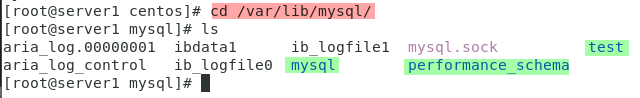 [root@server1 centos]# cd /var/lib/mysql/
[root@server1 mysql]# ls
aria_log.00000001 ibdata1 ib_logfile1 mysql.sock test
aria_log_control ib_logfile0 mysql performance_schema
[root@server1 mysql]#